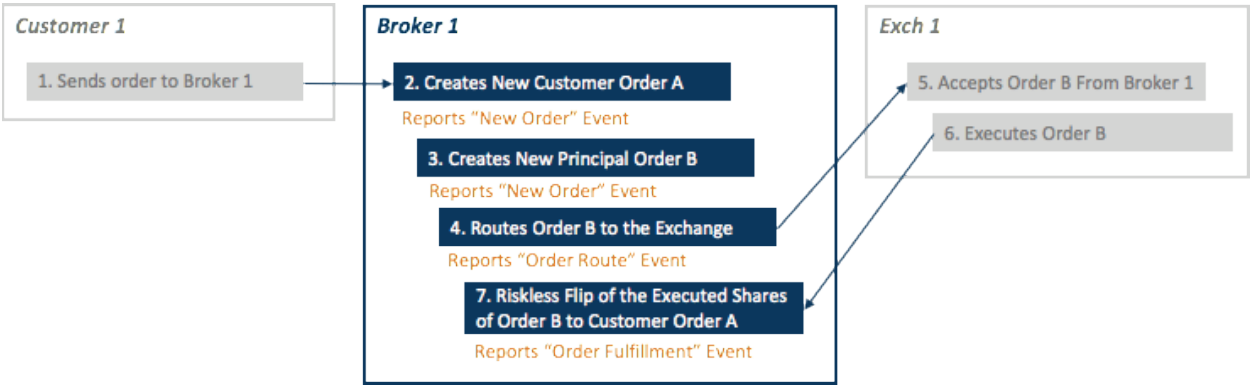 Customer 1
1. Sends order to Broker 1
Broker 1
2. Creates New Customer Order A
Reports "New Order" Event
3. Creates New Principal Order B
Reports "New Order" Event
4. Routes Order B to the Exchange
Reports "Order Route" Event
7. Riskless Flip of the Executed Shares
of Order B to Customer Order A
Reports "Order Fulfillment" Event
Exch 1
5. Accepts Order B From Broker 1
6. Executes Order B